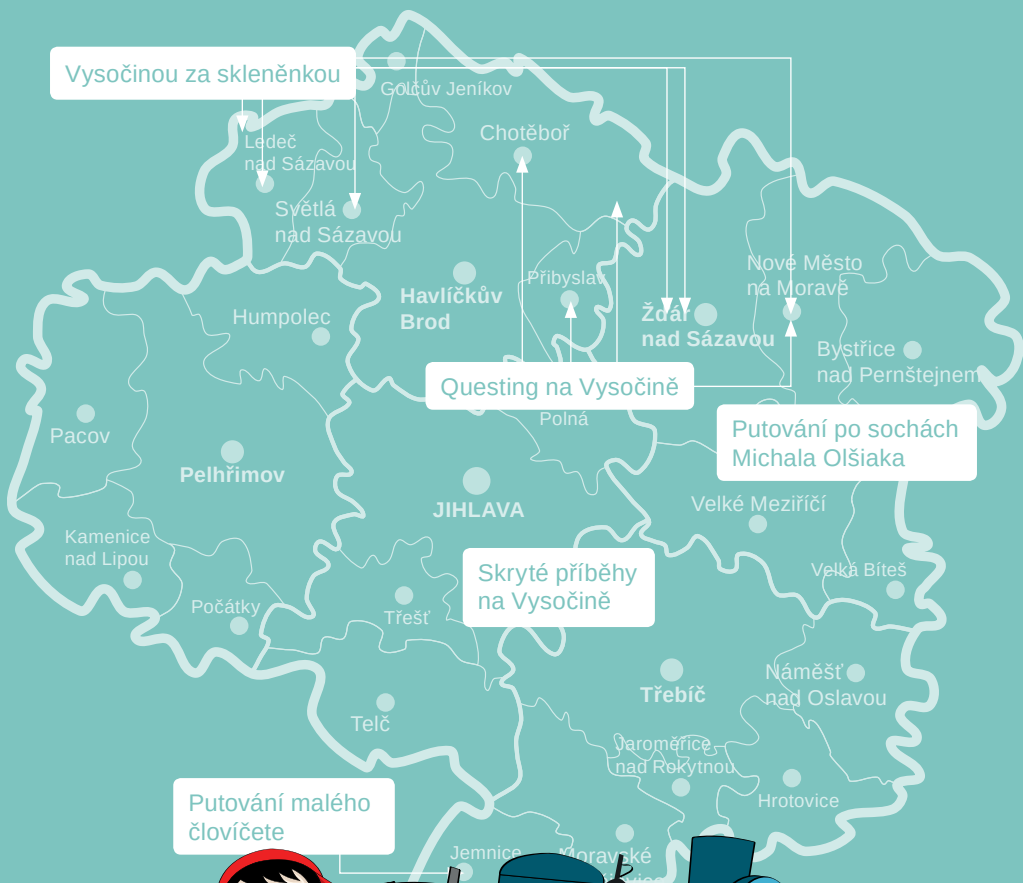 Vysočinou za skleněnkou
Golčův Jeníkov
Chotěboř
Ledeč
nad Sázavou
Světlá
nad Sázavou
Nové Město
na Moravě
Přibyslav
Havlíčkův
Brod
Žďár
nad Sázavou
Humpolec
Bystřice
nad Pernštejnem
Questing na Vysočině
Polná
Putování po sochách
Michala Olšiaka
Pacov
Pelhřimov
JIHLAVA
Velké Meziříčí
Kamenice
nad Lipou
Skryté příběhy
na Vysočině
Velká Bíteš
Počátky
Třešť
Třebíč
Náměšť
nad Oslavou
Telč
Jaroměřice
nad Rokytnou
Hrotovice
Putování malého
človíčete
Jemnice
Moravské